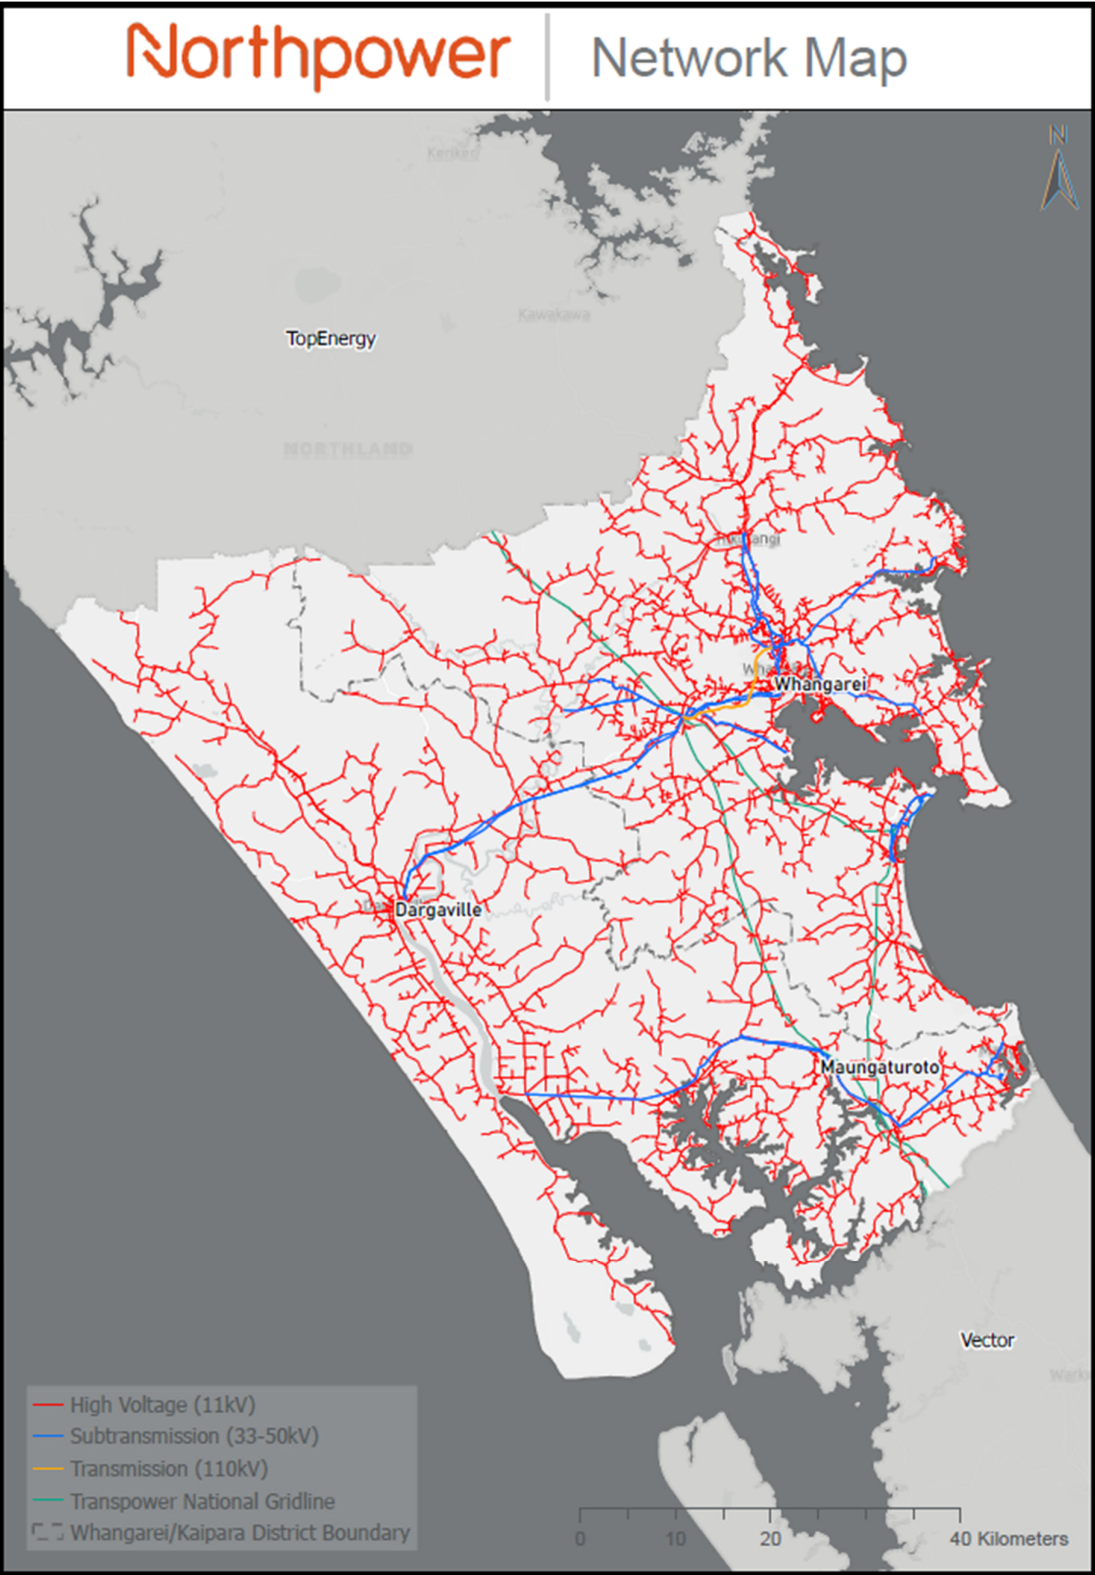 Northpower
Network Map
N
Kerikeri
Kawakawa
TopEnergy
NORTHLAND
Whangarei
Dargaville
Maungaturoto
Vector
High Voltage (11kV)
Subtransmission (33-50kV)
Transmission (110kV)
Transpower National Gridline
Whangarei/Kaipara District Boundary
0 10 20 40 Kilometers